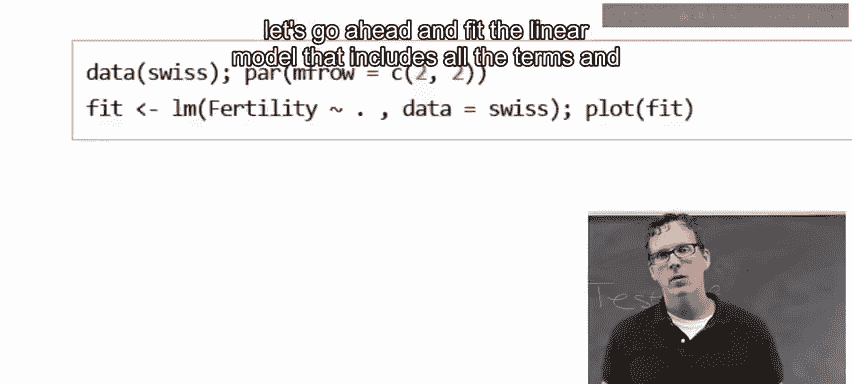 let's go ahead and fit the linear
model that includes all the terms and
data(swiss); par(mfrow = c(2, 2))
fit <- lm(Fertility ~ . , data = swiss); plot(fit)